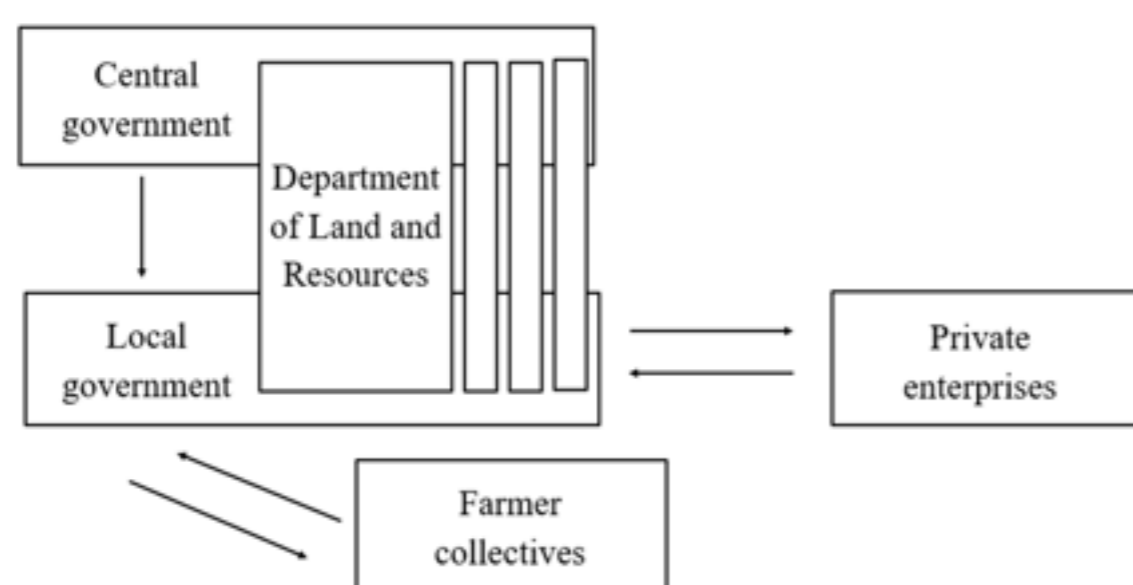 Central
government
Department
of Land and
Resources
Local
government
Private
enterprises
Farmer
collectives